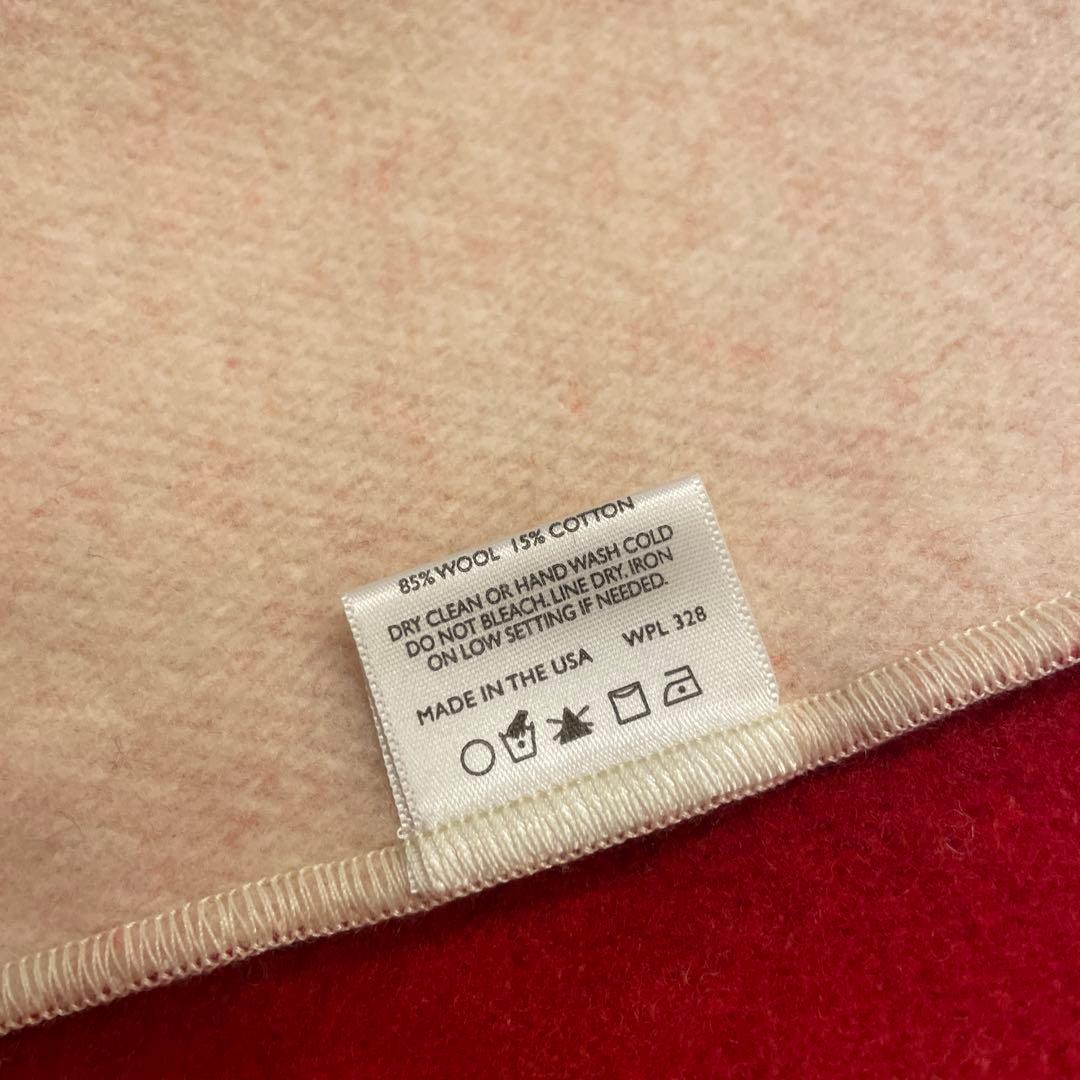 85% WOOL 15% COTTON
DRY CLEAN OR HAND WASH COLD
DO NOT BLEACH. LINE DRY. IRON
ON LOW SETTING IF NEEDED.
MADE IN THE USA WPL 328